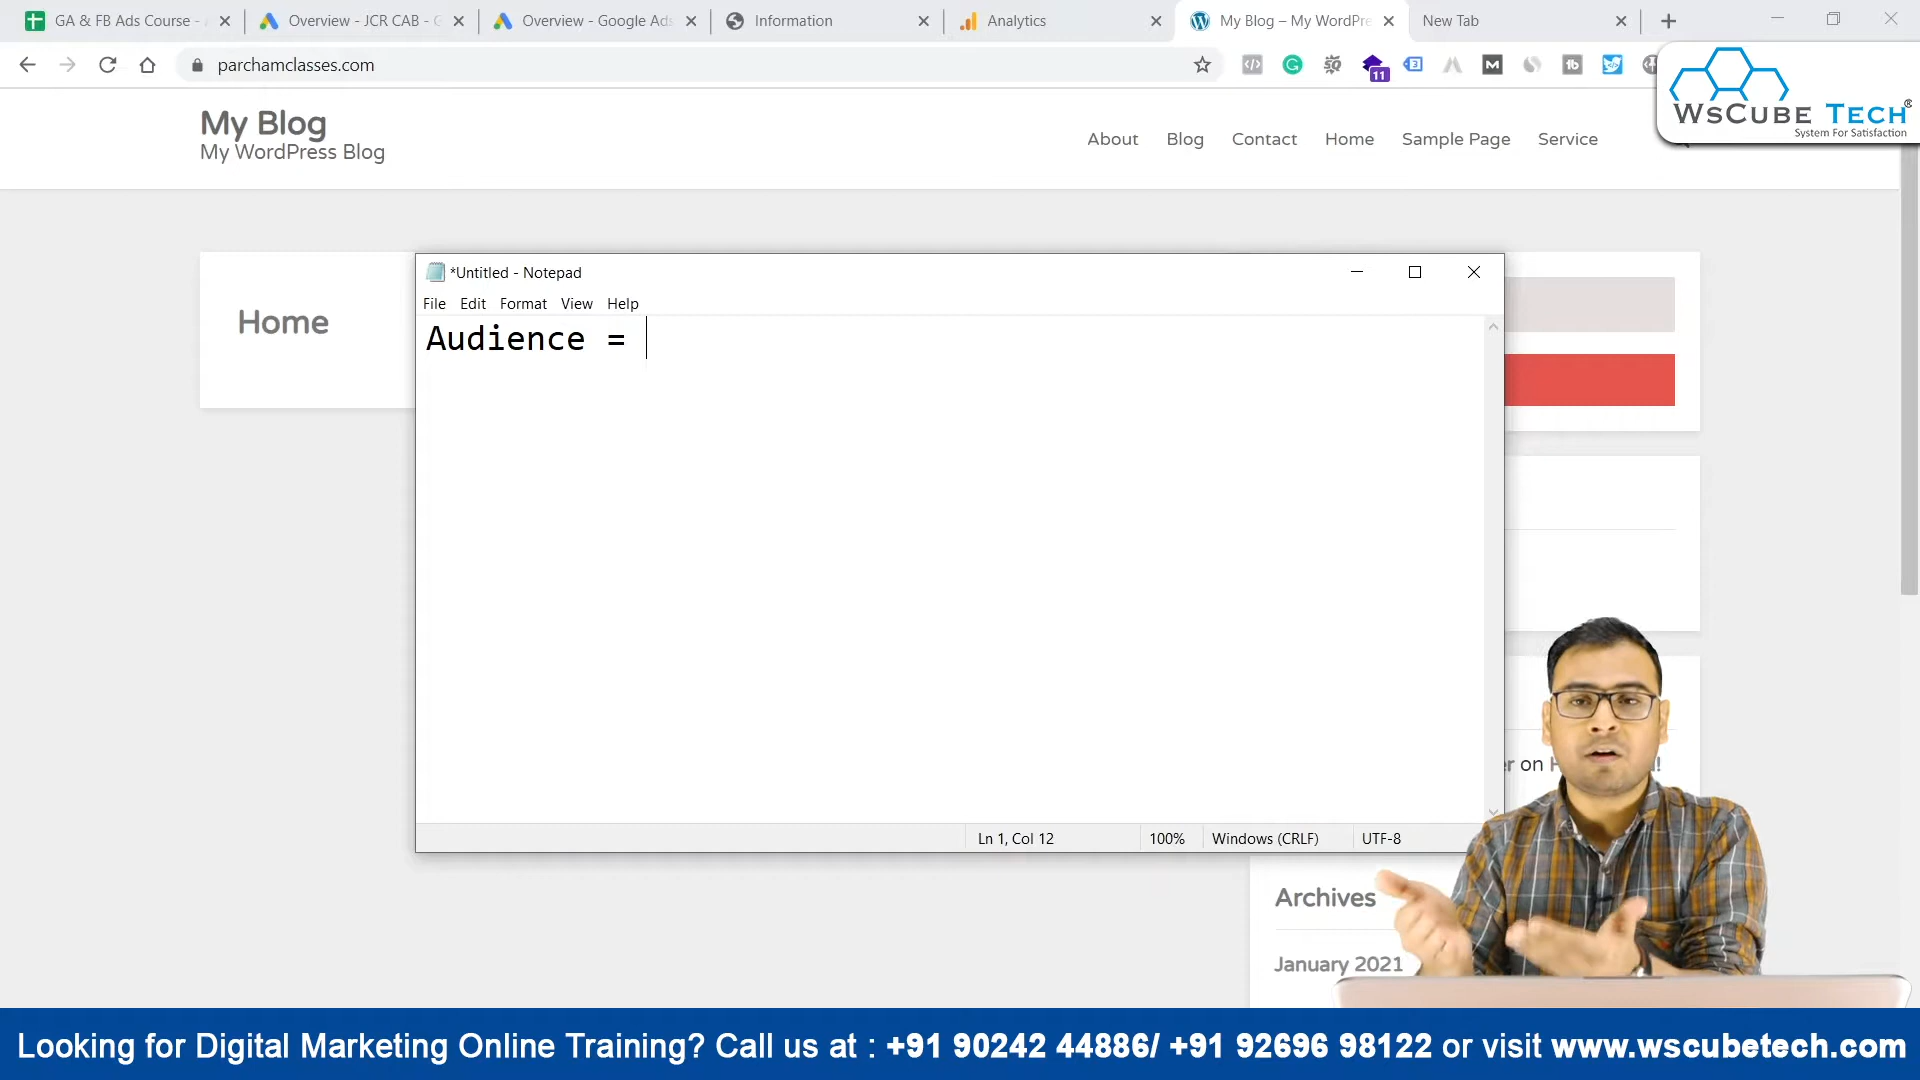 GA & FB Ads Course -
Overview - JCR CAB - G
Overview - Google Ads
Information
Analytics
My Blog – My WordPre
New Tab
parchamclasses.com
11
WsCube Tech®
System For Satisfaction
My Blog
My WordPress Blog
About Blog Contact Home Sample Page Service
Home
*Untitled - Notepad
File Edit Format View Help
Audience =
on
Ln 1, Col 12 100% Windows (CRLF) UTF-8
Archives
January 2021
Looking for Digital Marketing Online Training? Call us at : +91 90242 44886/ +91 92696 98122 or visit www.wscubetech.com